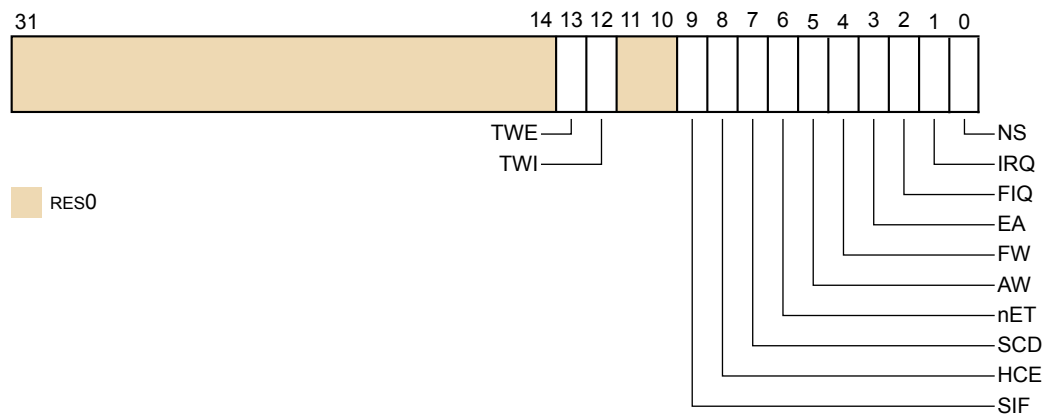 31 14 13 12 11 10 9 8 7 6 5 4 3 2 1 0
TWE NS
TWI IRQ
RES0 FIQ
EA
FW
AW
nET
SCD
HCE
SIF